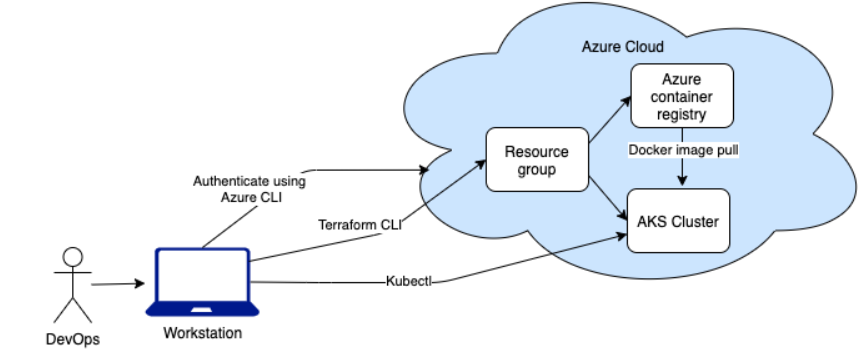 Azure Cloud
Azure
container
registry
Docker image pull
Resource
group
AKS Cluster
Authenticate using
Azure CLI
Terraform CLI
Kubectl
Workstation
DevOps